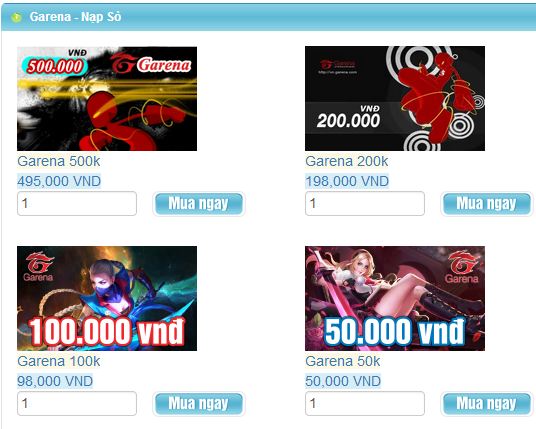 Garena - Nạp Sò
VNĐ
500.000
Garena
Garena
http://vn.garena.com
VNĐ
200.000
Garena 500k
Garena 200k
495,000 VND
198,000 VND
1
Mua ngay
1
Mua ngay
Garena
Garena
100.000 vnđ
50.000 vnđ
Garena 100k
Garena 50k
98,000 VND
50,000 VND
1
Mua ngay
1
Mua ngay